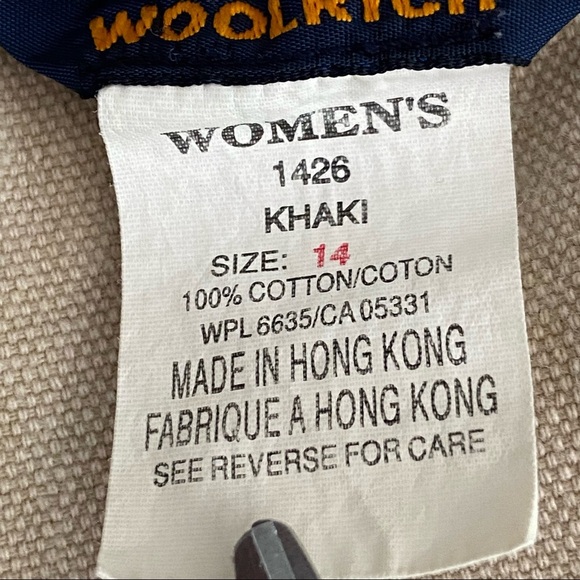 WOOLRICH
WOMEN'S
1426
KHAKI
SIZE: 14
100% COTTON/COTON
WPL 6635/CA 05331
MADE IN HONG KONG
FABRIQUE A HONG KONG
SEE REVERSE FOR CARE